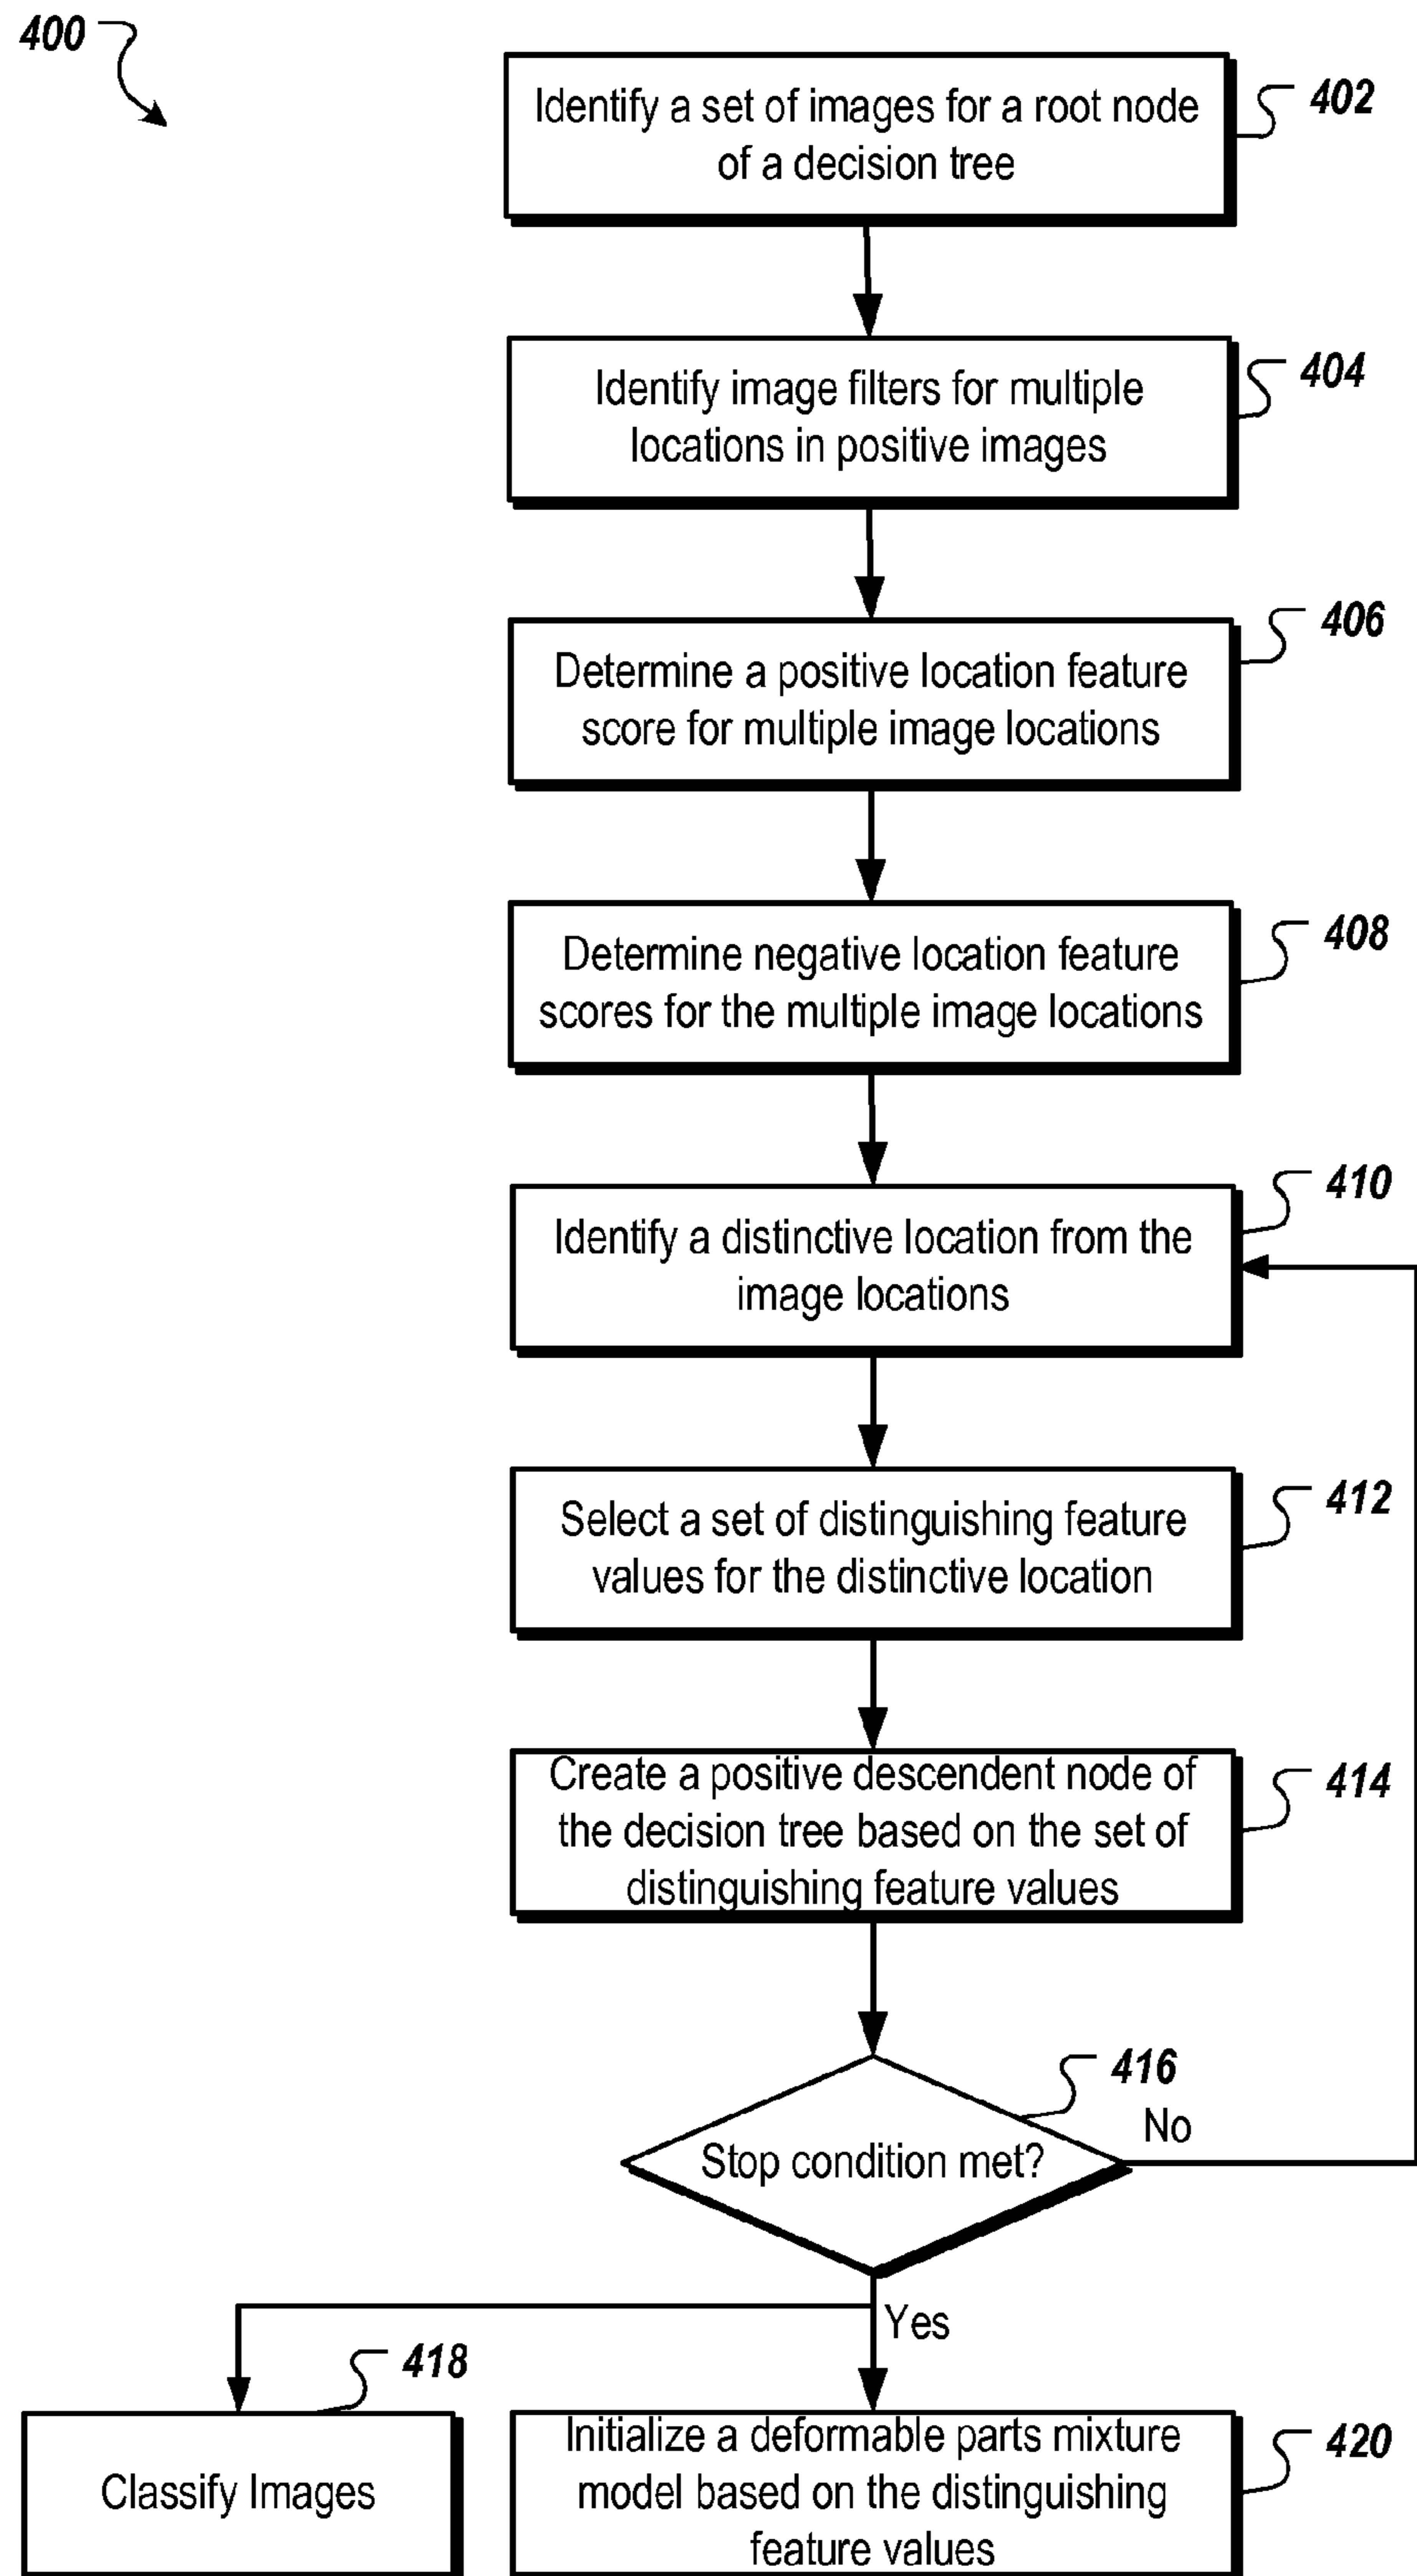 400
Identify a set of images for a root node
of a decision tree
402
Identify image filters for multiple
locations in positive images
404
Determine a positive location feature
score for multiple image locations
406
Determine negative location feature
scores for the multiple image locations
408
Identify a distinctive location from the
image locations
410
Select a set of distinguishing feature
values for the distinctive location
412
Create a positive descendent node of
the decision tree based on the set of
distinguishing feature values
414
Stop condition met?
416
No
Yes
Classify Images
418
Initialize a deformable parts mixture
model based on the distinguishing
feature values
420